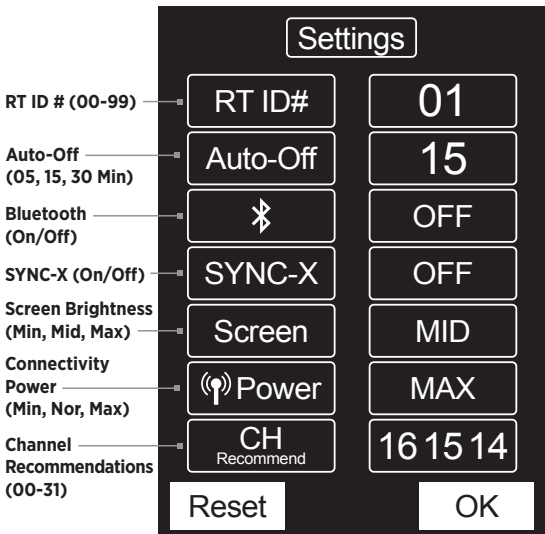 Settings
RT ID # (00-99)
RT ID#
01
Auto-Off
(05, 15, 30 Min)
Auto-Off
15
Bluetooth
(On/Off)
OFF
SYNC-X (On/Off)
SYNC-X
OFF
Screen Brightness
(Min, Mid, Max)
Screen
MID
Connectivity
Power
(Min, Nor, Max)
Power
MAX
Channel
Recommendations
(00-31)
CH
Recommend
16 15 14
Reset
OK